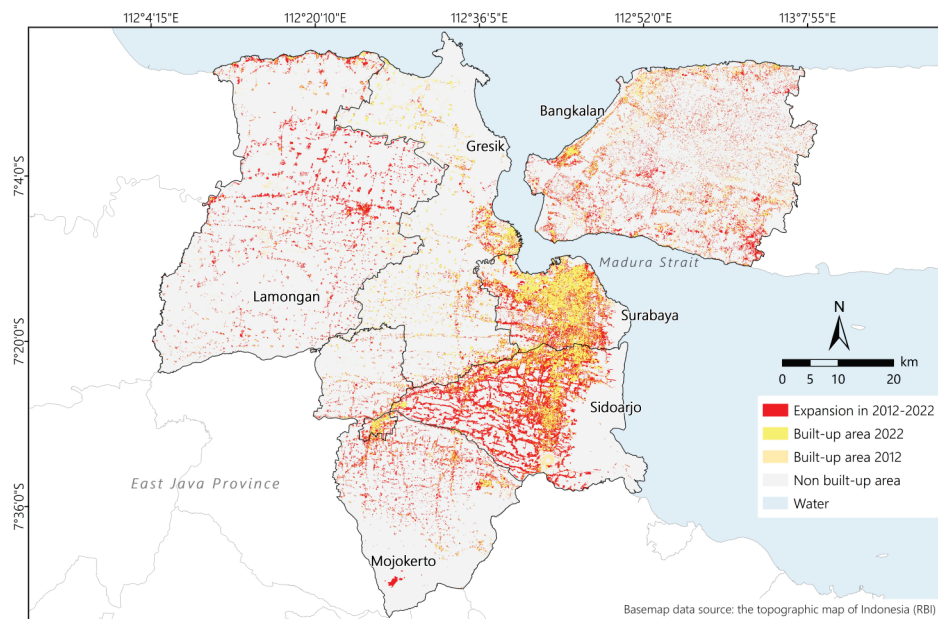 112°4'15"E 112°20'10"E 112°36'5"E 112°52'0"E 113°7'55"E
Bangkalan
Gresik
7°4'0"S
Madura Strait
Lamongan
Surabaya
N
7°20'0"S
km
0 5 10 20
Sidoarjo
Expansion in 2012-2022
Built-up area 2022
Built-up area 2012
Non built-up area
Water
East Java Province
7°36'0"S
Mojokerto
Basemap data source: the topographic map of Indonesia (RBI)